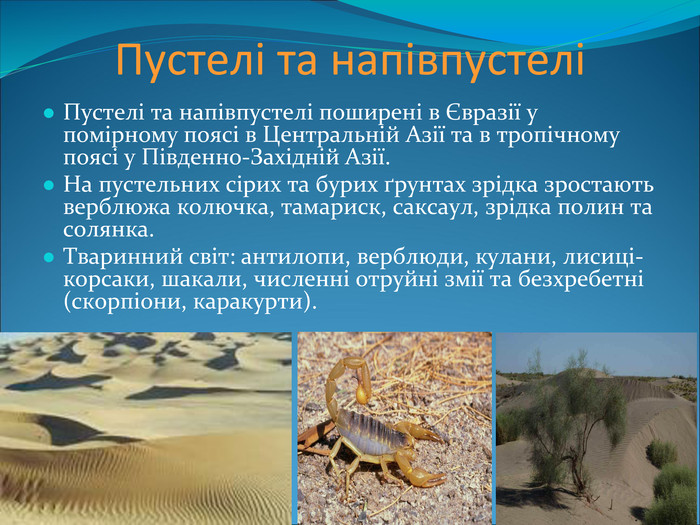 Пустелі та напівпустелі
● Пустелі та напівпустелі поширені в Євразії у
помірному поясі в Центральній Азії та в тропічному
поясі у Південно-Західній Азії.
● На пустельних сірих та бурих ґрунтах зрідка зростають
верблюжа колючка, тамариск, саксаул, зрідка полин та
солянка.
● Тваринний світ: антилопи, верблюди, кулани, лисиці-
корсаки, шакали, численні отруйні змії та безхребетні
(скорпіони, каракурти).